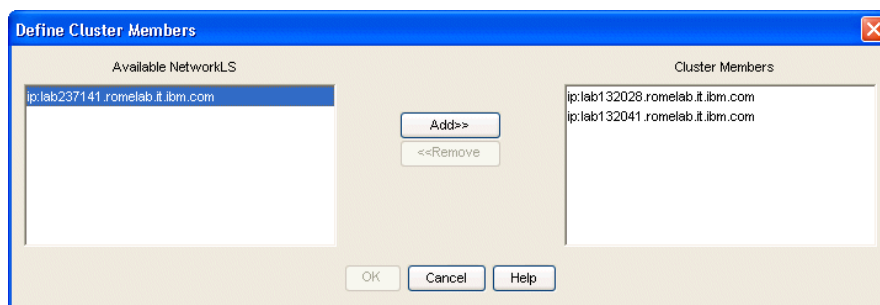 Define Cluster Members
Available NetworkLS
Cluster Members
ip:lab237141.romelab.it.ibm.com
ip:lab132028.romelab.it.ibm.com
ip:lab132041.romelab.it.ibm.com
Add>>
<<Remove
OK
Cancel
Help